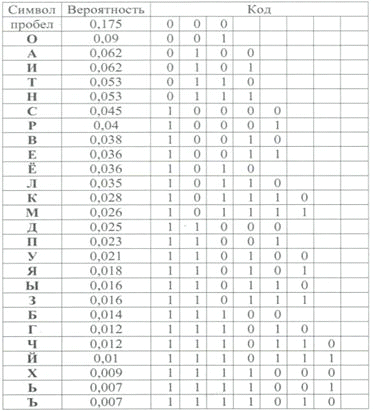 Символ Вероятность Код
пробел 0,175 0 0 0
О 0,09 0 0 1
А 0,062 0 1 0 0
И 0,062 0 1 0 1
Т 0,053 0 1 1 0
Н 0,053 0 1 1 1
С 0,045 1 0 0 0 0
Р 0,04 1 0 0 0 1
В 0,038 1 0 0 1 0
Е 0,036 1 0 0 1 1
Ё 0,036 1 0 1 0
Л 0,035 1 0 1 1 0
К 0,028 1 0 1 1 1 0
М 0,026 1 0 1 1 1 1
Д 0,025 1 1 0 0 0
П 0,023 1 1 0 0 1
У 0,021 1 1 0 1 0 0
Я 0,018 1 1 0 1 0 1
Ы 0,016 1 1 0 1 1 0
З 0,016 1 1 0 1 1 1
Б 0,014 1 1 1 0 0
Г 0,012 1 1 1 0 1 0
Ч 0,012 1 1 1 0 1 1 0
Й 0,01 1 1 1 0 1 1 1
Х 0,009 1 1 1 1 0 0 0
Ь 0,007 1 1 1 1 0 0 1
Ъ 0,007 1 1 1 1 0 1 0